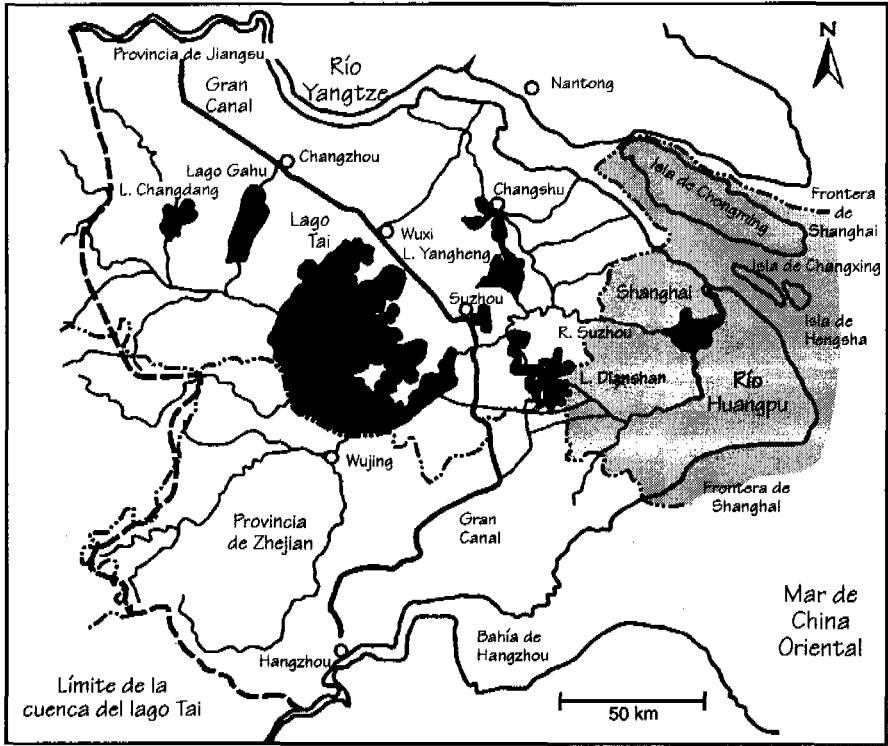 N
Provincia de Jiangsu
Río
Yangtze
Nantong
Gran
Canal
Changzhou
Lago Gahu
L. Changdang
Changshu
Isla de Chongming
Frontera
de
Shanghai
Lago
Tai
Wuxi
L. Yangheng
Isla de Changxing
Shanghai
Suzhou
Isla de
Hengsha
R. Suzhou
L. Dianshan
Río
Huangpu
Wujing
Frontera de
Shanghai
Provincia
de Zhejian
Gran
Canal
Mar de
China
Oriental
Bahía de
Hangzhou
Hangzhou
Límite de la
cuenca del lago Tai
50 km